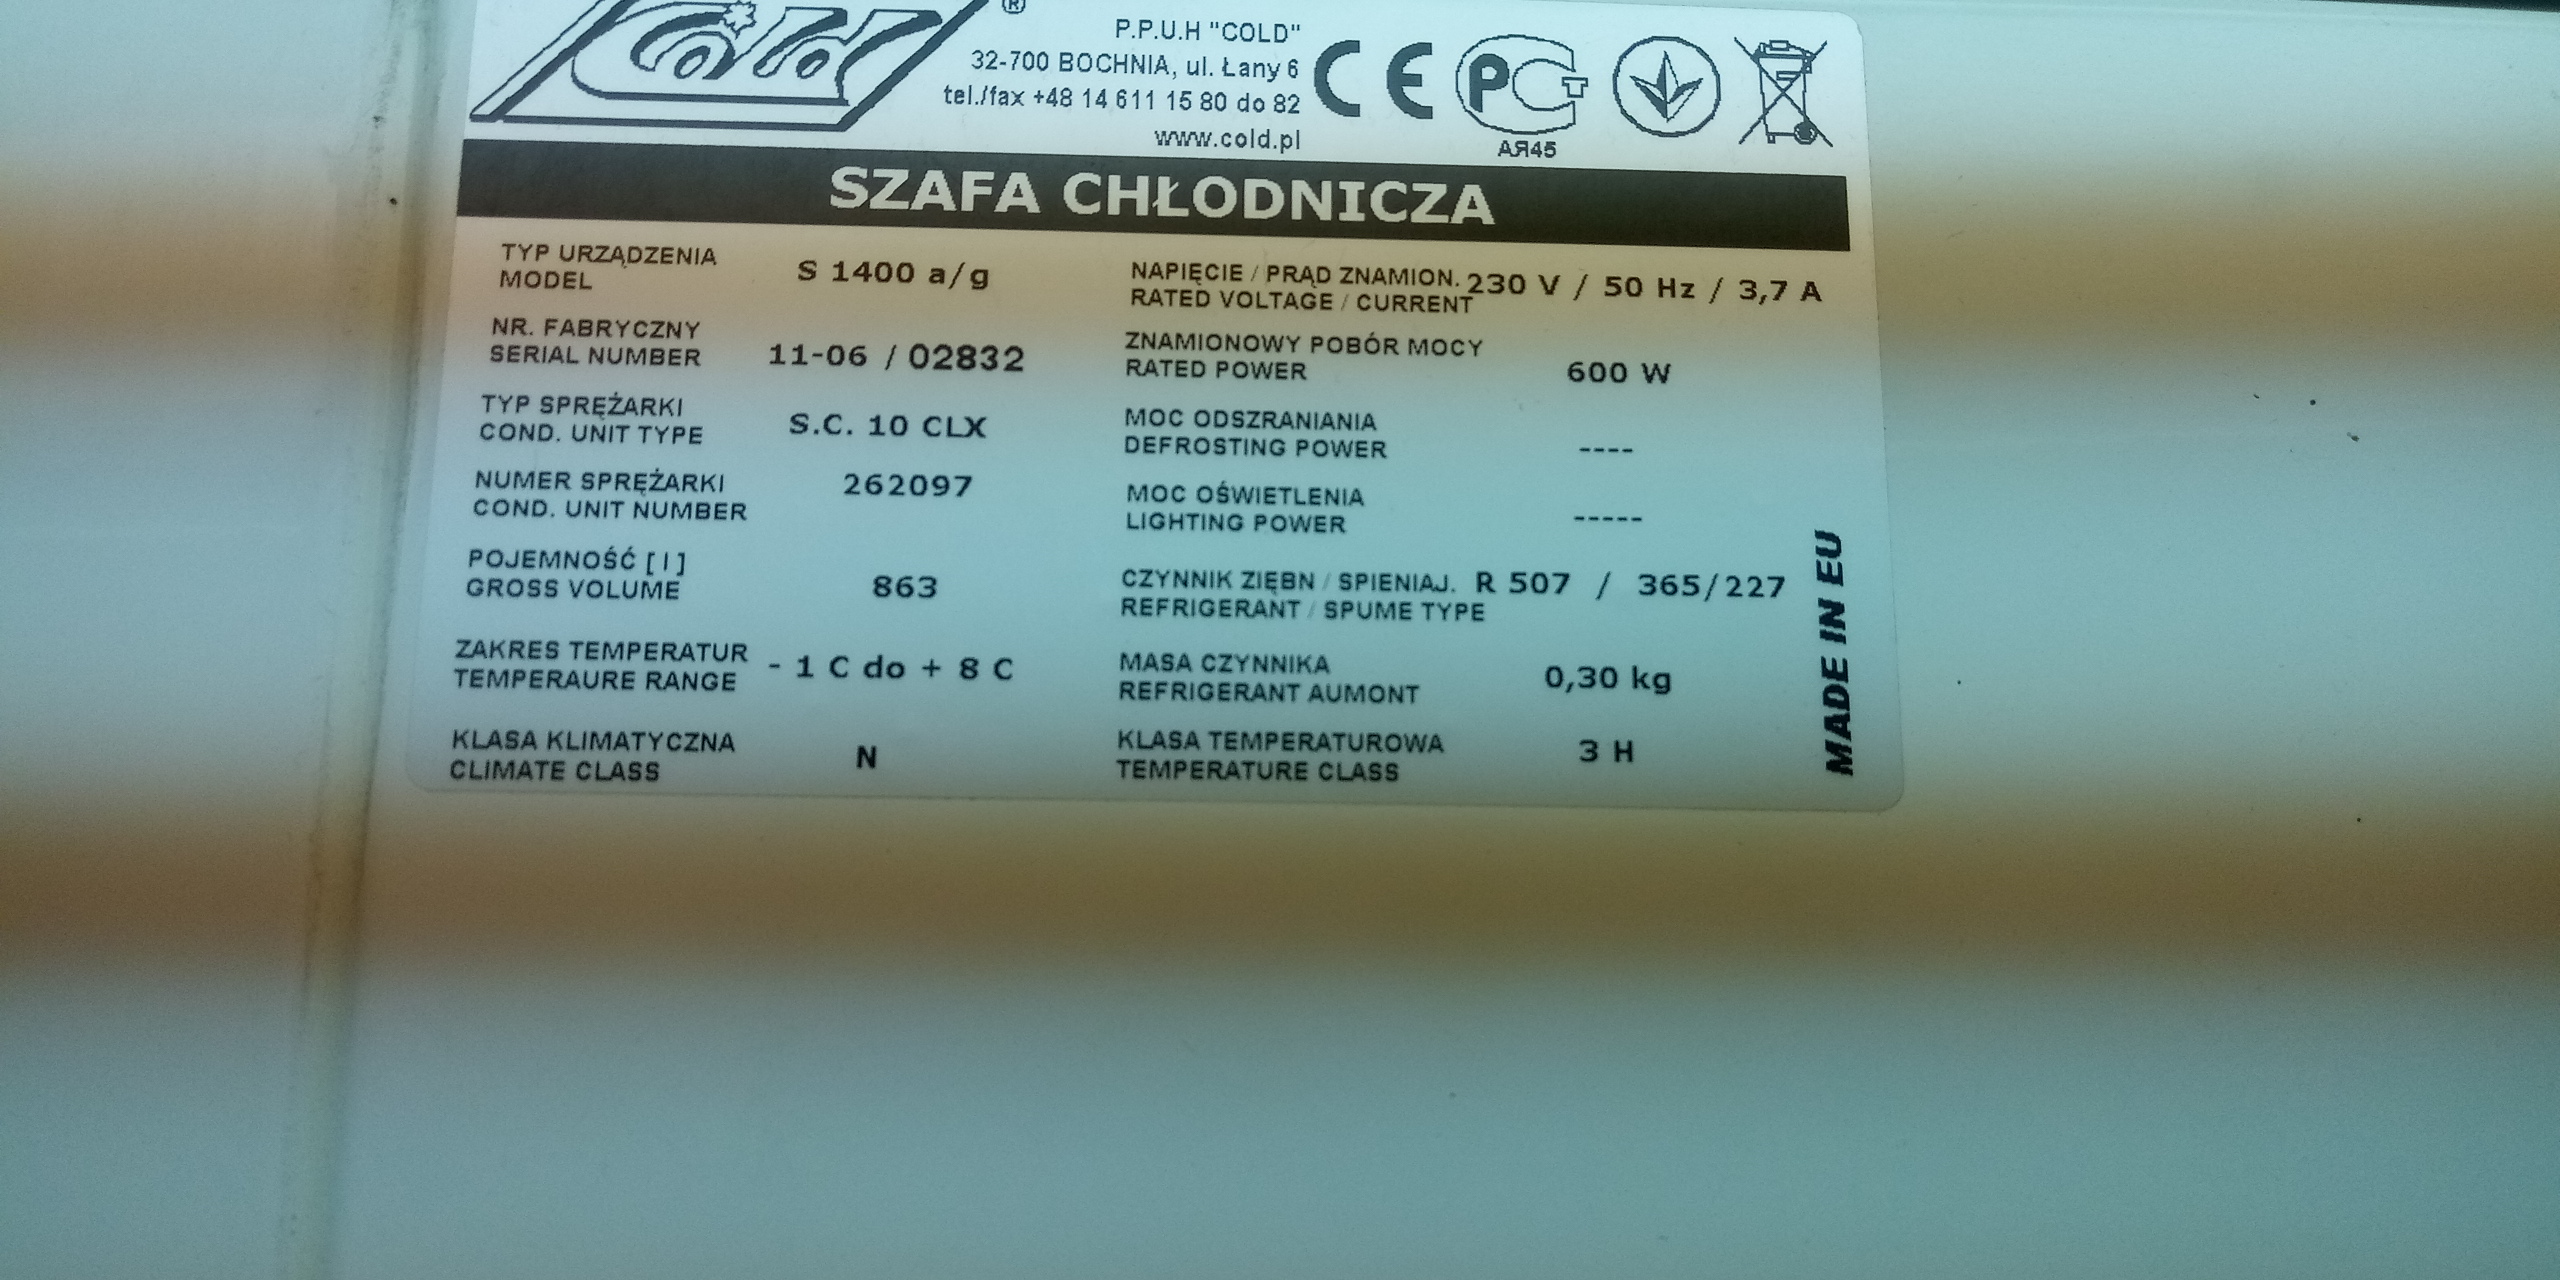 Cold ®
P.P.U.H "COLD"
32-700 BOCHNIA, ul. Łany 6
tel./fax +48 14 611 15 80 do 82
www.cold.pl
CE
PCT
АЯ45
SZAFA CHŁODNICZA
TYP URZĄDZENIA
MODEL
S 1400 a/g
NR. FABRYCZNY
SERIAL NUMBER
11-06 / 02832
TYP SPRĘŻARKI
COND. UNIT TYPE
S.C. 10 CLX
NUMER SPRĘŻARKI
COND. UNIT NUMBER
262097
POJEMNOŚĆ [ l ]
GROSS VOLUME
863
ZAKRES TEMPERATUR
TEMPERAURE RANGE
- 1 C do + 8 C
KLASA KLIMATYCZNA
CLIMATE CLASS
N
NAPIĘCIE / PRĄD ZNAMION.
RATED VOLTAGE / CURRENT
230 V / 50 Hz / 3,7 A
ZNAMIONOWY POBÓR MOCY
RATED POWER
600 W
MOC ODSZRANIANIA
DEFROSTING POWER
----
MOC OŚWIETLENIA
LIGHTING POWER
-----
CZYNNIK ZIĘBN / SPIENIAJ.
REFRIGERANT / SPUME TYPE
R 507 / 365/227
MASA CZYNNIKA
REFRIGERANT AUMONT
0,30 kg
KLASA TEMPERATUROWA
TEMPERATURE CLASS
3 H
MADE IN EU